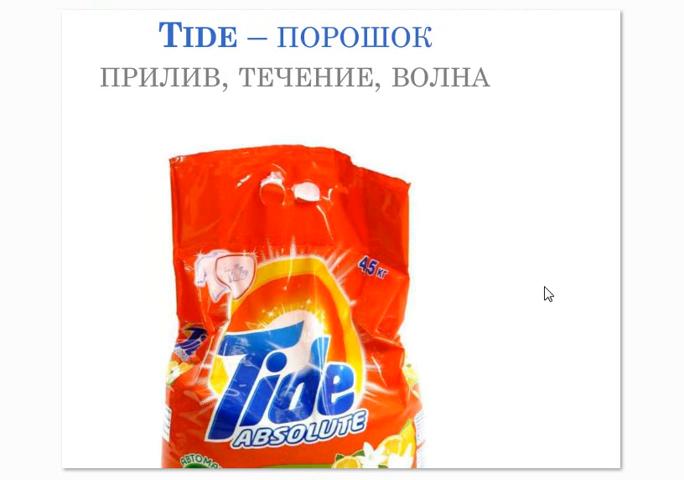 TIDE – ПОРОШОК
ПРИЛИВ, ТЕЧЕНИЕ, ВОЛНА
4,5 кг
Tide
ABSOLUTE